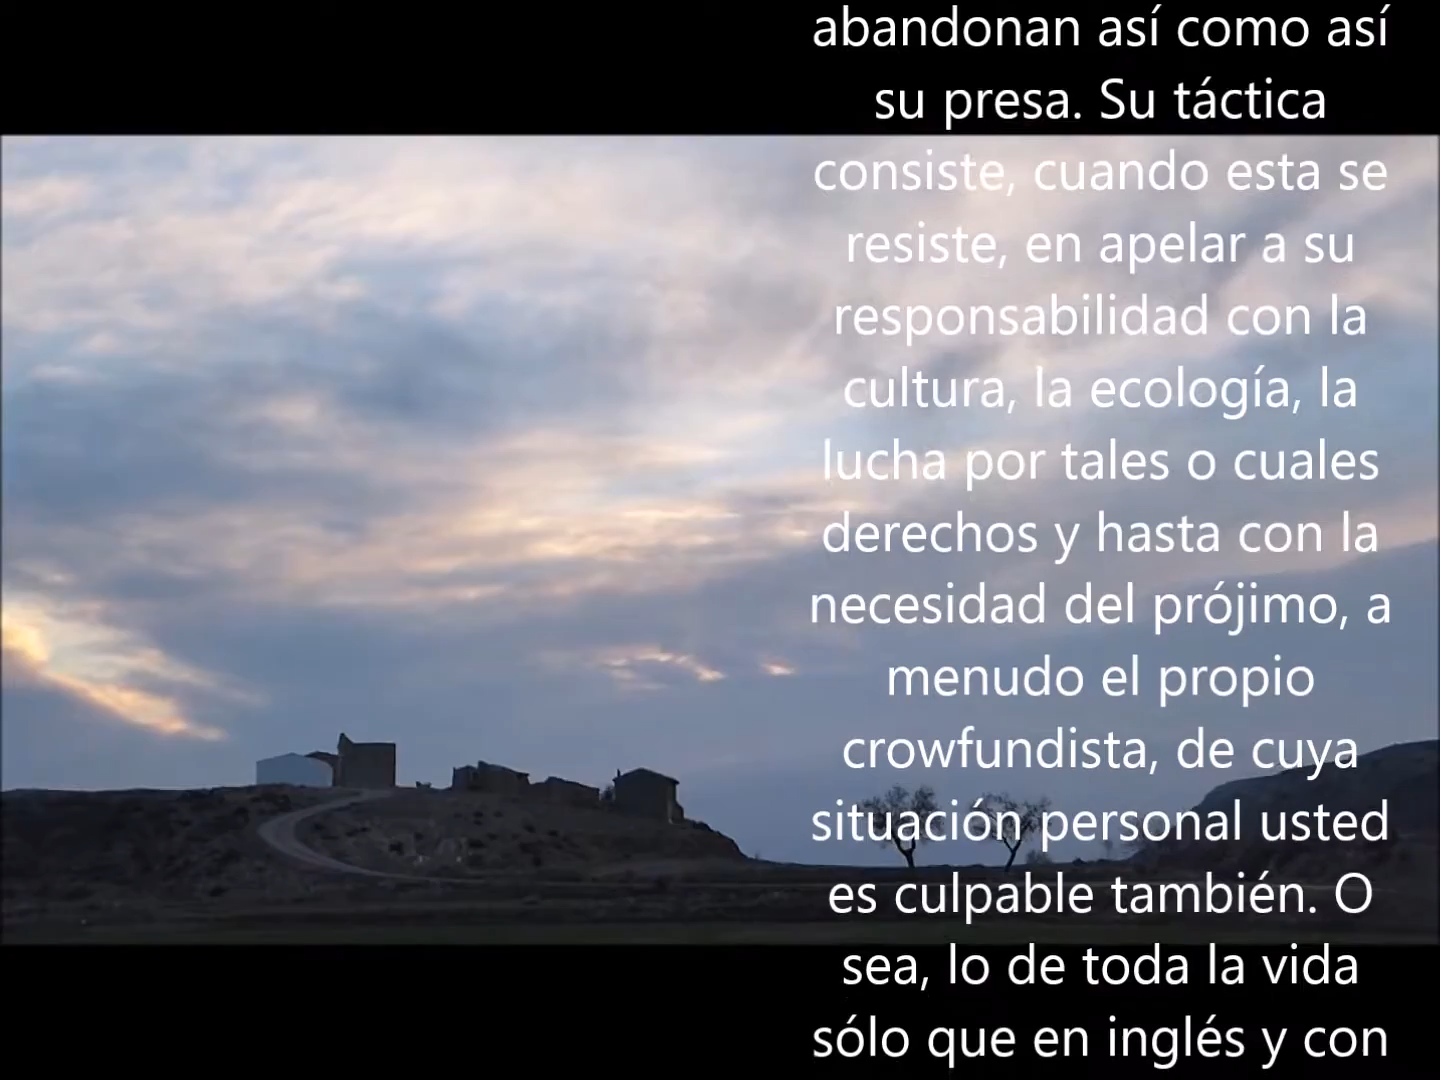 abandonan así como así
su presa. Su táctica
consiste, cuando esta se
resiste, en apelar a su
responsabilidad con la
cultura, la ecología, la
lucha por tales o cuales
derechos y hasta con la
necesidad del prójimo, a
menudo el propio
crowfundista, de cuya
situación personal usted
es culpable también. O
sea, lo de toda la vida
sólo que en inglés y con